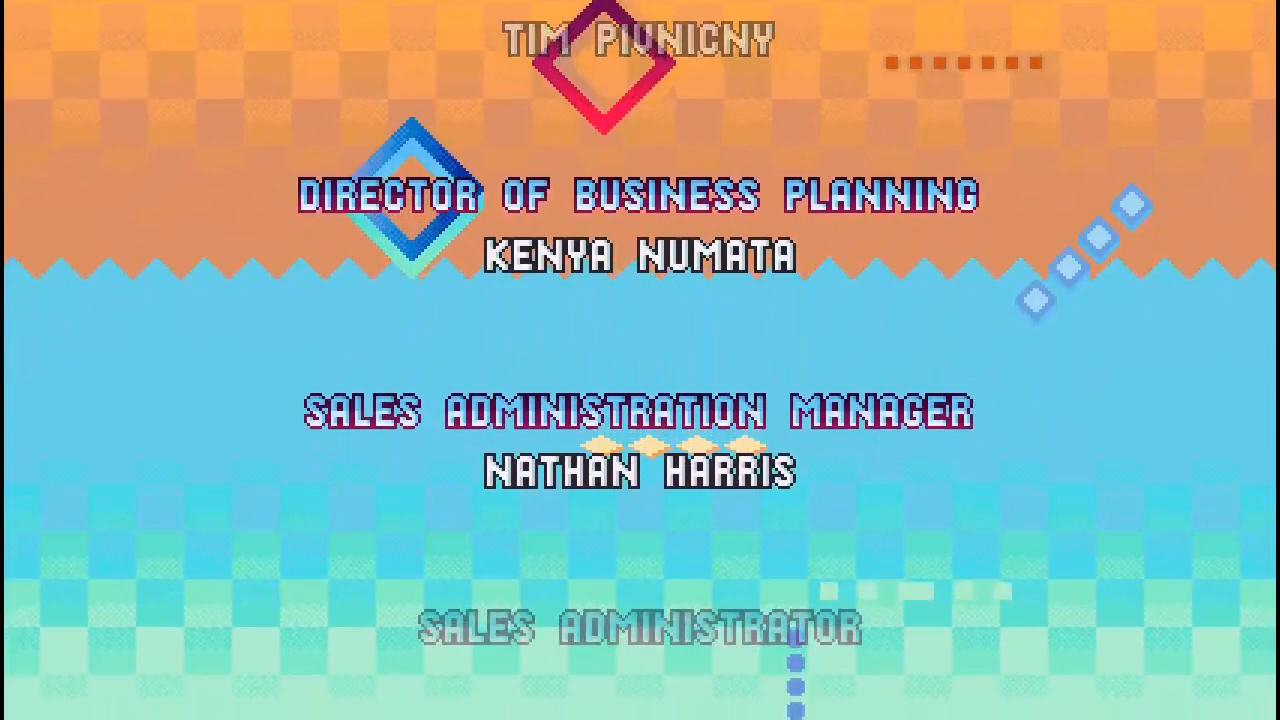 TIM PIVNICNY
DIRECTOR OF BUSINESS PLANNING
KENYA NUMATA
SALES ADMINISTRATION MANAGER
NATHAN HARRIS
SALES ADMINISTRATOR